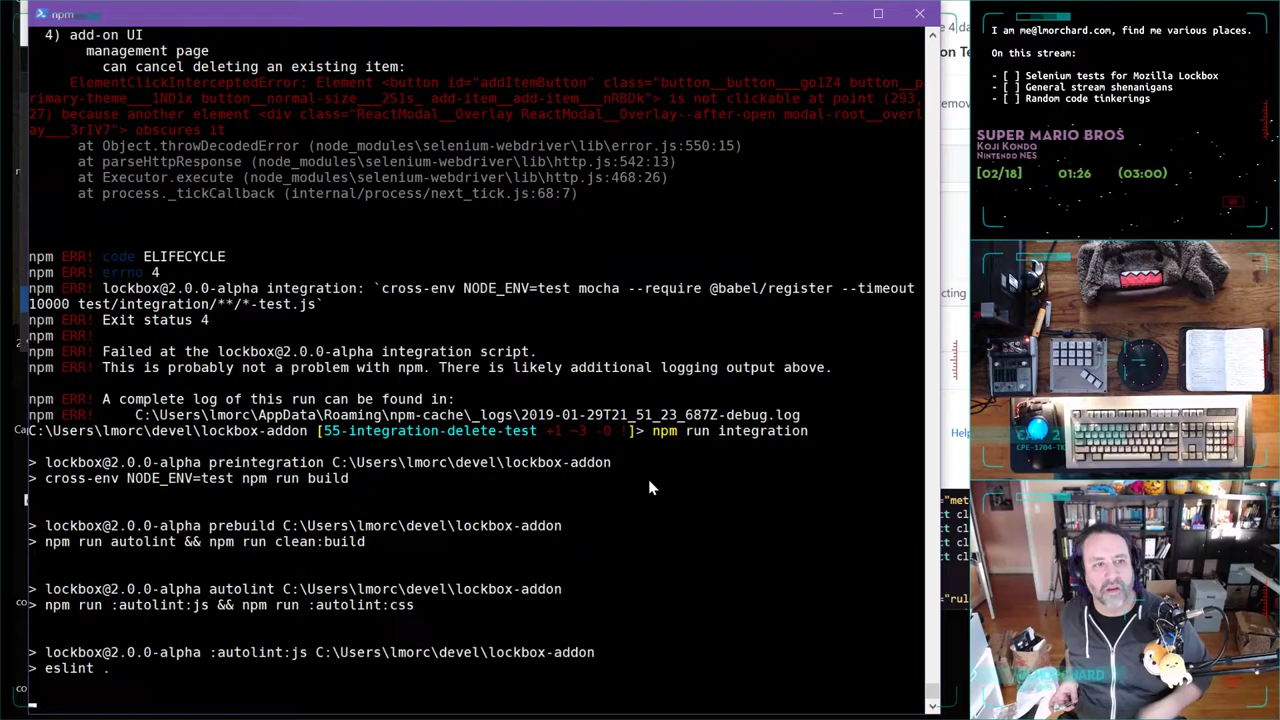 npm
4) add-on UI
management page
can cancel deleting an existing item:
ElementClickInterceptedError: Element <button id="addItemButton" class="button__button___go1Z4 button__p
rimary-theme___1ND1x button__normal-size___2S1s_ add-item__add-item___nRBDk"> is not clickable at point (293,
27) because another element <div class="ReactModal__Overlay ReactModal__Overlay--after-open modal-root__overl
ay___3rIV7"> obscures it
at Object.throwDecodedError (node_modules\selenium-webdriver\lib\error.js:550:15)
at parseHttpResponse (node_modules\selenium-webdriver\lib\http.js:542:13)
at Executor.execute (node_modules\selenium-webdriver\lib\http.js:468:26)
at process._tickCallback (internal/process/next_tick.js:68:7)
npm ERR! code ELIFECYCLE
npm ERR! errno 4
npm ERR! lockbox@2.0.0-alpha integration: `cross-env NODE_ENV=test mocha --require @babel/register --timeout
10000 test/integration/**/*-test.js`
npm ERR! Exit status 4
npm ERR!
npm ERR! Failed at the lockbox@2.0.0-alpha integration script.
npm ERR! This is probably not a problem with npm. There is likely additional logging output above.
npm ERR! A complete log of this run can be found in:
npm ERR! C:\Users\lmorc\AppData\Roaming\npm-cache\_logs\2019-01-29T21_51_23_687Z-debug.log
C:\Users\lmorc\devel\lockbox-addon [55-integration-delete-test +1 ~3 -0 !]> npm run integration
> lockbox@2.0.0-alpha preintegration C:\Users\lmorc\devel\lockbox-addon
> cross-env NODE_ENV=test npm run build
> lockbox@2.0.0-alpha prebuild C:\Users\lmorc\devel\lockbox-addon
> npm run autolint && npm run clean:build
> lockbox@2.0.0-alpha autolint C:\Users\lmorc\devel\lockbox-addon
> npm run :autolint:js && npm run :autolint:css
> lockbox@2.0.0-alpha :autolint:js C:\Users\lmorc\devel\lockbox-addon
> eslint .
I am me@lmorchard.com, find me various places.
On this stream:
- [ ] Selenium tests for Mozilla Lockbox
- [ ] General stream shenanigans
- [ ] Random code tinkerings
SUPER MARIO BROS
KOJI KONDO
NINTENDO NES
[02/18] 01:26 (03:00)
@LMORCHARD